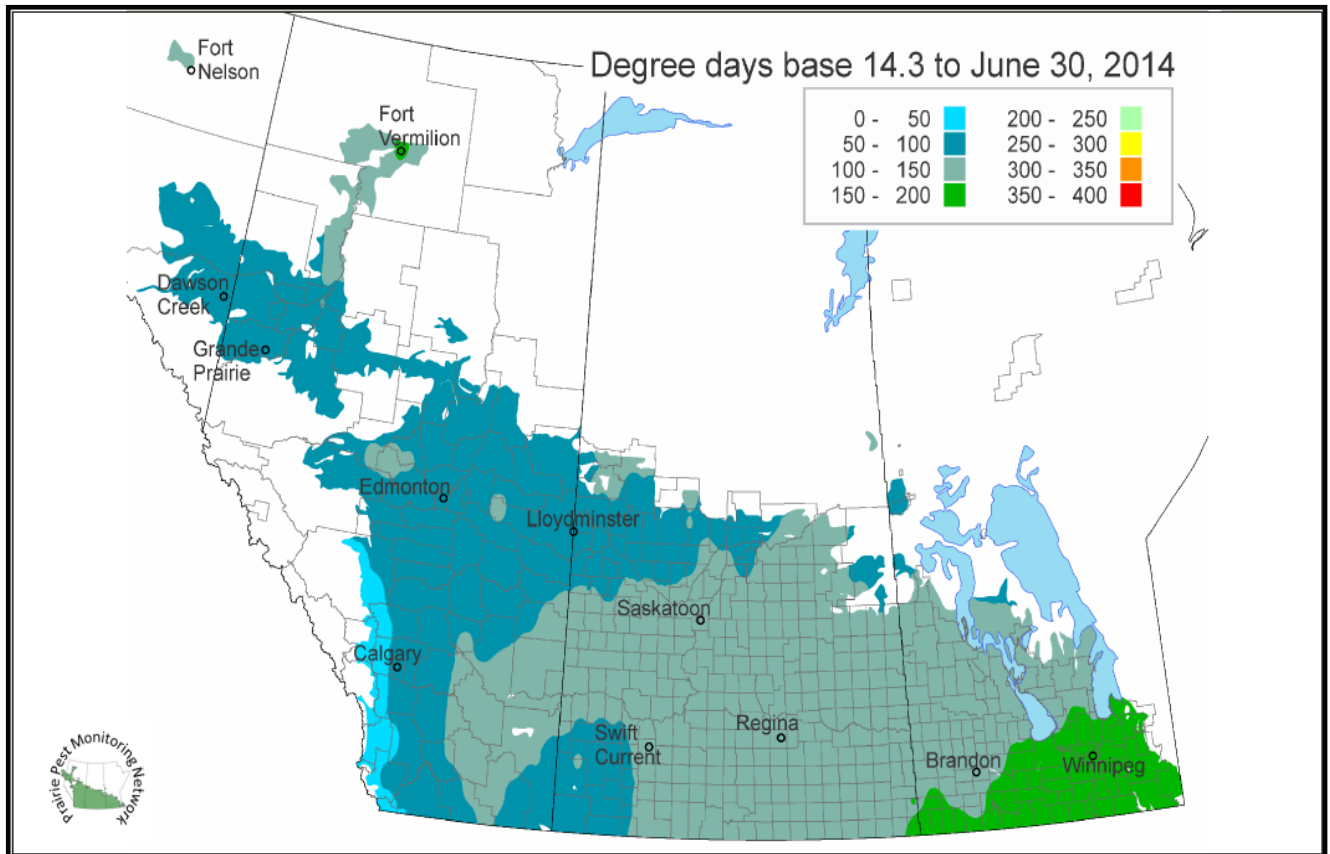 Fort
Nelson
Degree days base 14.3 to June 30, 2014
0 - 50
50 - 100
100 - 150
150 - 200
200 - 250
250 - 300
300 - 350
350 - 400
Fort
Vermilion
Dawson
Creek
Grande
Prairie
Edmonton
Lloydminster
Saskatoon
Calgary
Swift
Current
Regina
Brandon
Winnipeg
Prairie Pest Monitoring Network